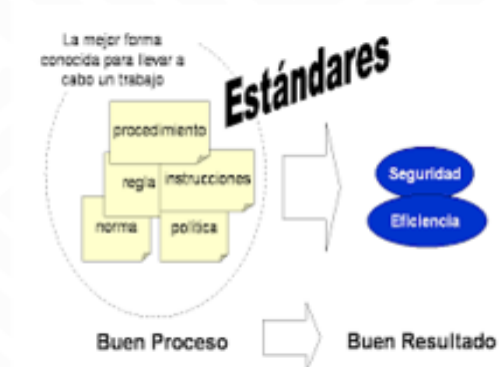 La mejor forma
conocida para llevar a
cabo un trabajo
Estándares
procedimiento
regla
instrucciones
norma
política
Seguridad
Eficiencia
Buen Proceso
Buen Resultado